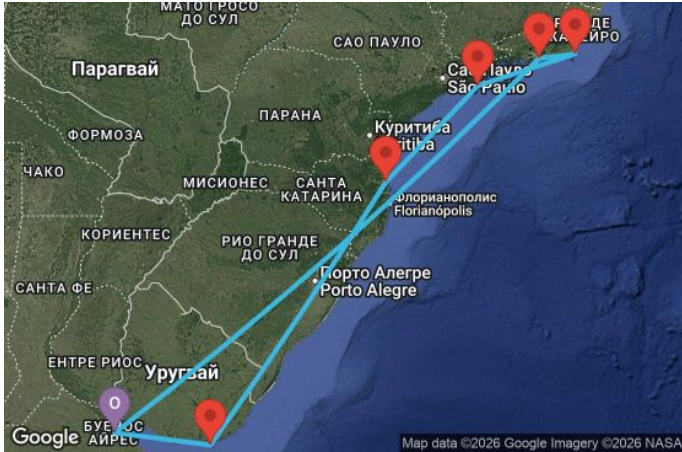 МАТО ГРОСО
ДО СУЛ
САО ПАУЛО
Парагвай
São Paulo
ПАРАНА
ФОРМОЗА
Куритиба
ЧАКО
МИСИОНЕС
САНТА
КАТАРИНА
Флорианополис
Florianópolis
КОРИЕНТЕС
РИО ГРАНДЕ
ДО СУЛ
Порто Алегре
Porto Alegre
САНТА ФЕ
ЕНТРЕ РИОС
Уругвай
O
АЙРЕС
Google
Map data ©2026 Google Imagery ©2026 NASA